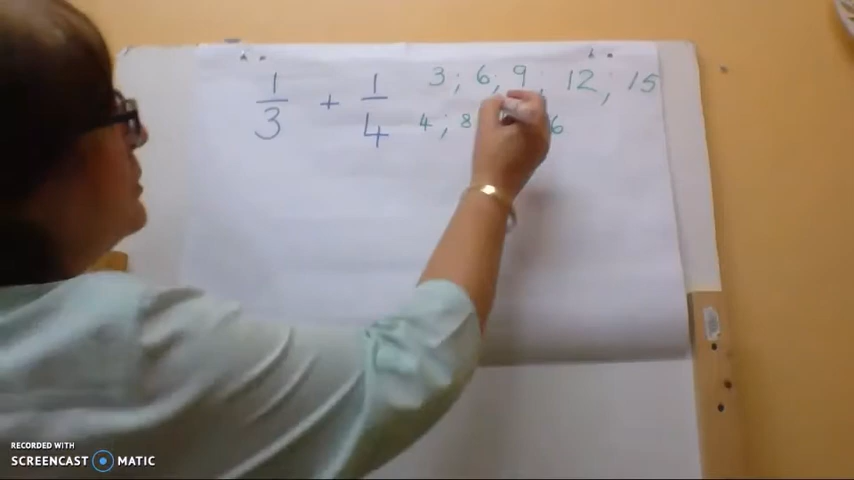 1/3 + 1/4
3; 6; 9; 12; 15
4; 8 6
RECORDED WITH
SCREENCAST MATIC